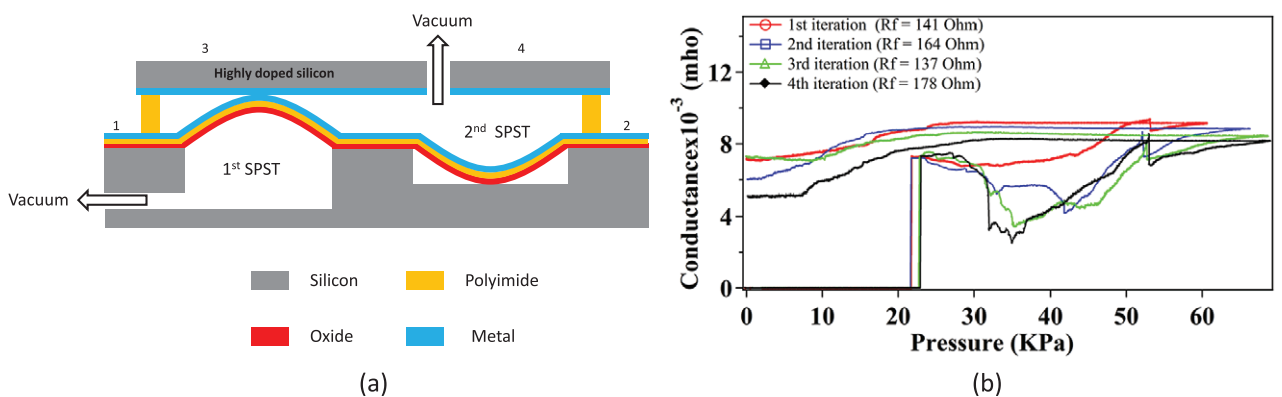 Vacuum
3
4
Highly doped silicon
1
2nd SPST
2
1st SPST
Vacuum
Silicon
Polyimide
Oxide
Metal
(a)
1st iteration (Rf = 141 Ohm)
2nd iteration (Rf = 164 Ohm)
3rd iteration (Rf = 137 Ohm)
4th iteration (Rf = 178 Ohm)
Conductancex10-3 (mho)
12
8
4
0
0 10 20 30 40 50 60
Pressure (KPa)
(b)